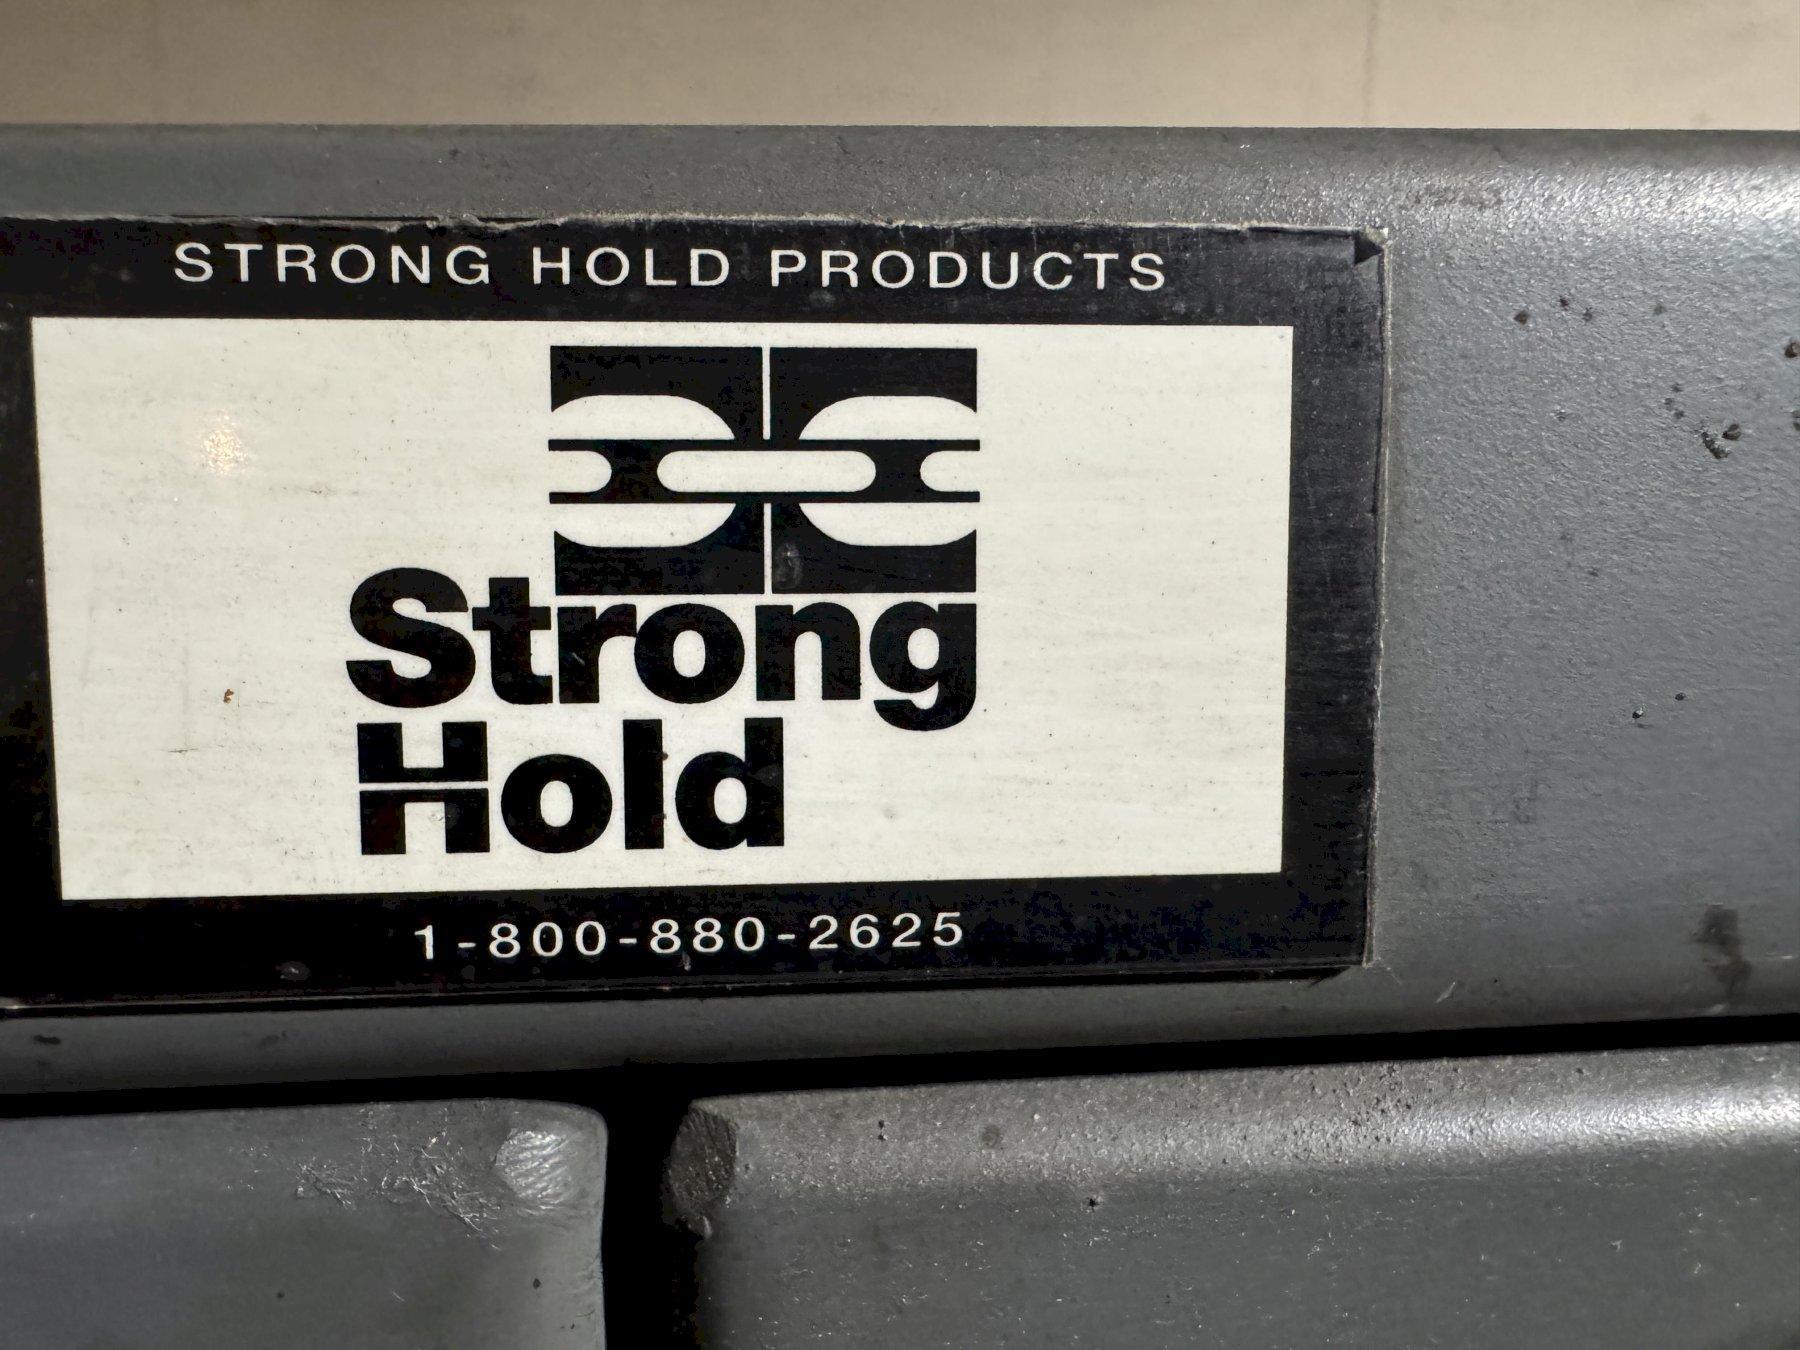 STRONG HOLD PRODUCTS
Strong
Hold
1-800-880-2625